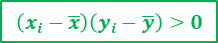 (xᵢ − x̅)(yᵢ − y̅) > 0